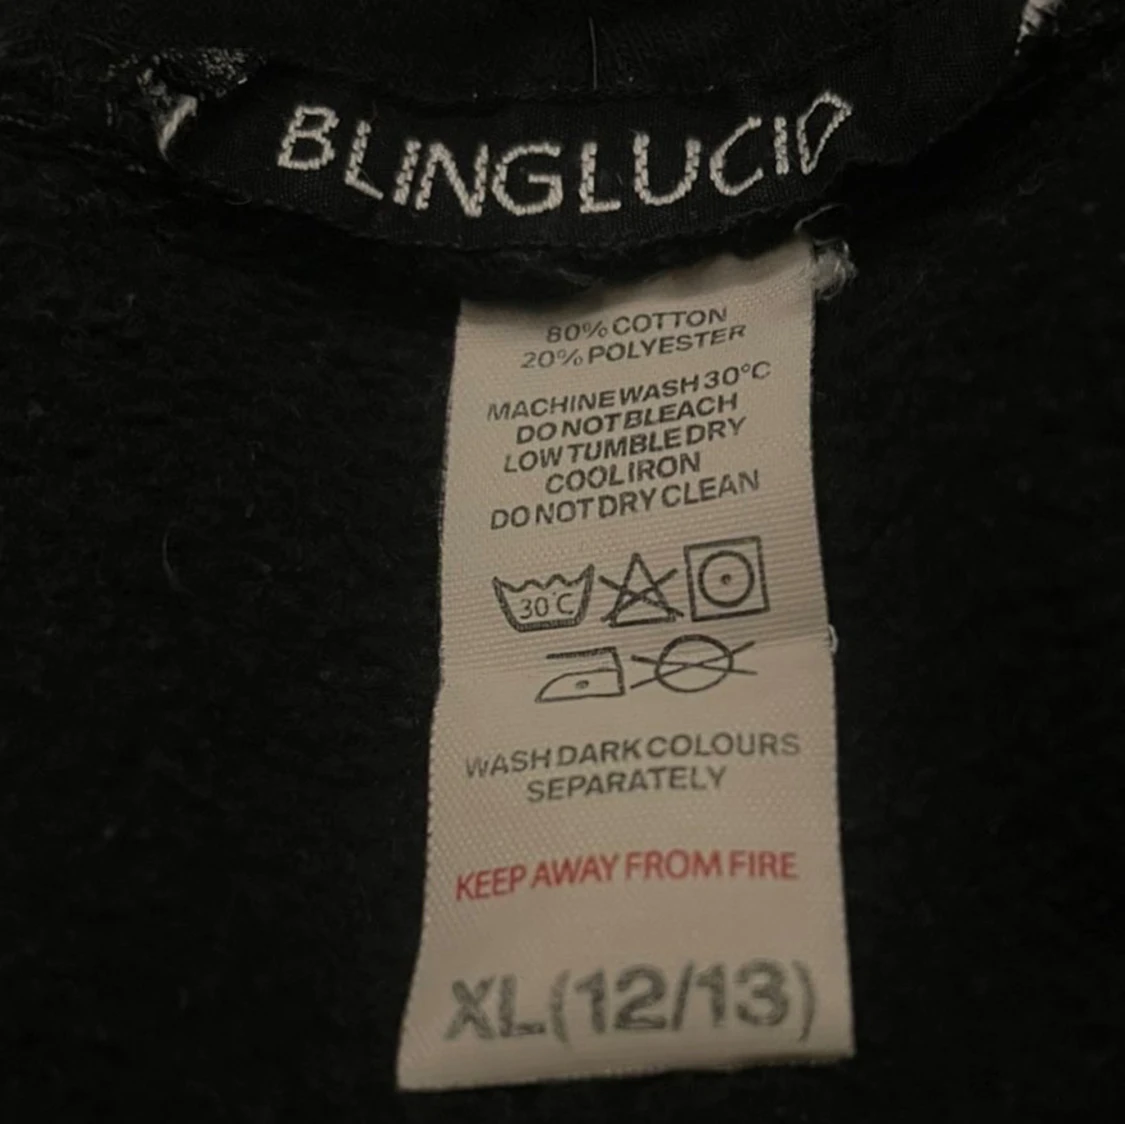 BLINGLUCID
80% COTTON
20% POLYESTER
MACHINE WASH 30°C
DO NOT BLEACH
LOW TUMBLE DRY
COOL IRON
DO NOT DRY CLEAN
30°C
WASH DARK COLOURS
SEPARATELY
KEEP AWAY FROM FIRE
XL(12/13)